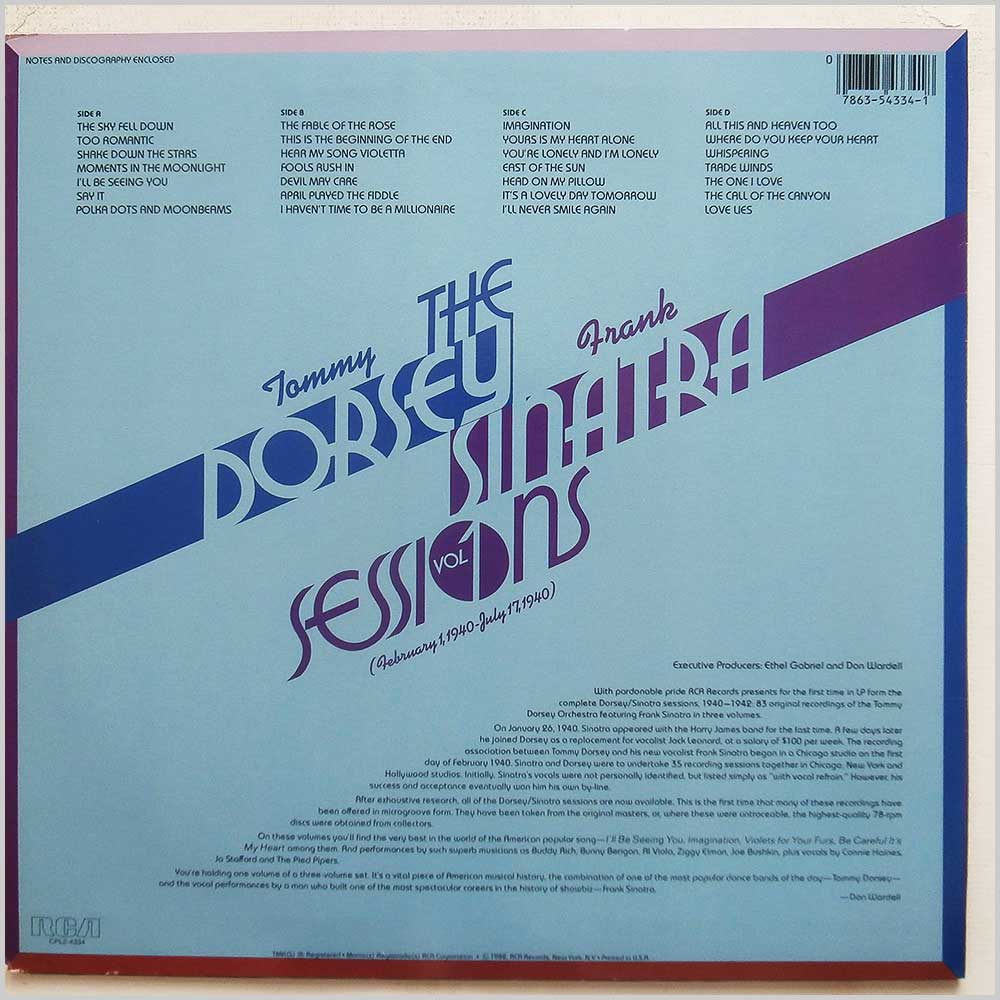 NOTES AND DISCOGRAPHY ENCLOSED
0
7863-54334-1
SIDE A
THE SKY FELL DOWN
TOO ROMANTIC
SHAKE DOWN THE STARS
MOMENTS IN THE MOONLIGHT
I'LL BE SEEING YOU
SAY IT
POLKA DOTS AND MOONBEAMS
SIDE B
THE FABLE OF THE ROSE
THIS IS THE BEGINNING OF THE END
HEAR MY SONG VIOLETTA
FOOLS RUSH IN
DEVIL MAY CARE
APRIL PLAYED THE FIDDLE
I HAVEN'T TIME TO BE A MILLIONAIRE
SIDE C
IMAGINATION
YOURS IS MY HEART ALONE
YOU'RE LONELY AND I'M LONELY
EAST OF THE SUN
HEAD ON MY PILLOW
IT'S A LOVELY DAY TOMORROW
I'LL NEVER SMILE AGAIN
SIDE D
ALL THIS AND HEAVEN TOO
WHERE DO YOU KEEP YOUR HEART
WHISPERING
TRADE WINDS
THE ONE I LOVE
THE CALL OF THE CANYON
LOVE LIES
THE
Tommy
DORSEY
Frank
SINATRA
SESSIONS
VOL 1
(February 1, 1940-July 17, 1940)
Executive Producers: Ethel Gabriel and Don Wardell
With pardonable pride RCA Records presents for the first time in LP form the
complete Dorsey/Sinatra sessions, 1940—1942: 83 original recordings of the Tommy
Dorsey Orchestra featuring Frank Sinatra in three volumes.
On January 26, 1940, Sinatra appeared with the Harry James band for the last time. A few days later
he joined Dorsey as a replacement for vocalist Jack Leonard, at a salary of $100 per week. The recording
association between Tommy Dorsey and his new vocalist Frank Sinatra began in a Chicago studio on the first
day of February 1940. Sinatra and Dorsey were to undertake 35 recording sessions together in Chicago, New York and
Hollywood studios. Initially, Sinatra's vocals were not personally identified, but listed simply as "with vocal refrain." However, his
success and acceptance eventually won him his own by-line.
After exhaustive research, all of the Dorsey/Sinatra sessions are now available. This is the first time that many of these recordings have
been offered in microgroove form. They have been taken from the original masters, or, where these were untraceable, the highest-quality 78-rpm
discs were obtained from collectors.
On these volumes you'll find the very best in the world of the American popular song—I'll Be Seeing You, Imagination, Violets for Your Furs, Be Careful It's
My Heart among them. And performances by such superb musicians as Buddy Rich, Bunny Berigan, Al Viola, Ziggy Elman, Joe Bushkin, plus vocals by Connie Haines,
Jo Stafford and The Pied Pipers.
You're holding one volume of a three-volume set. It's a vital piece of American musical history, the combination of one of the most popular dance bands of the day—Tommy Dorsey—
and the vocal performances by a man who built one of the most spectacular careers in the history of showbiz—Frank Sinatra.
—Don Wardell
RCA
CPL2-4334
TMK(S) ® Registered • Marca(s) Registrada(s) RCA Corporation • © 1982, RCA Records, New York, N.Y. • Printed in U.S.A.